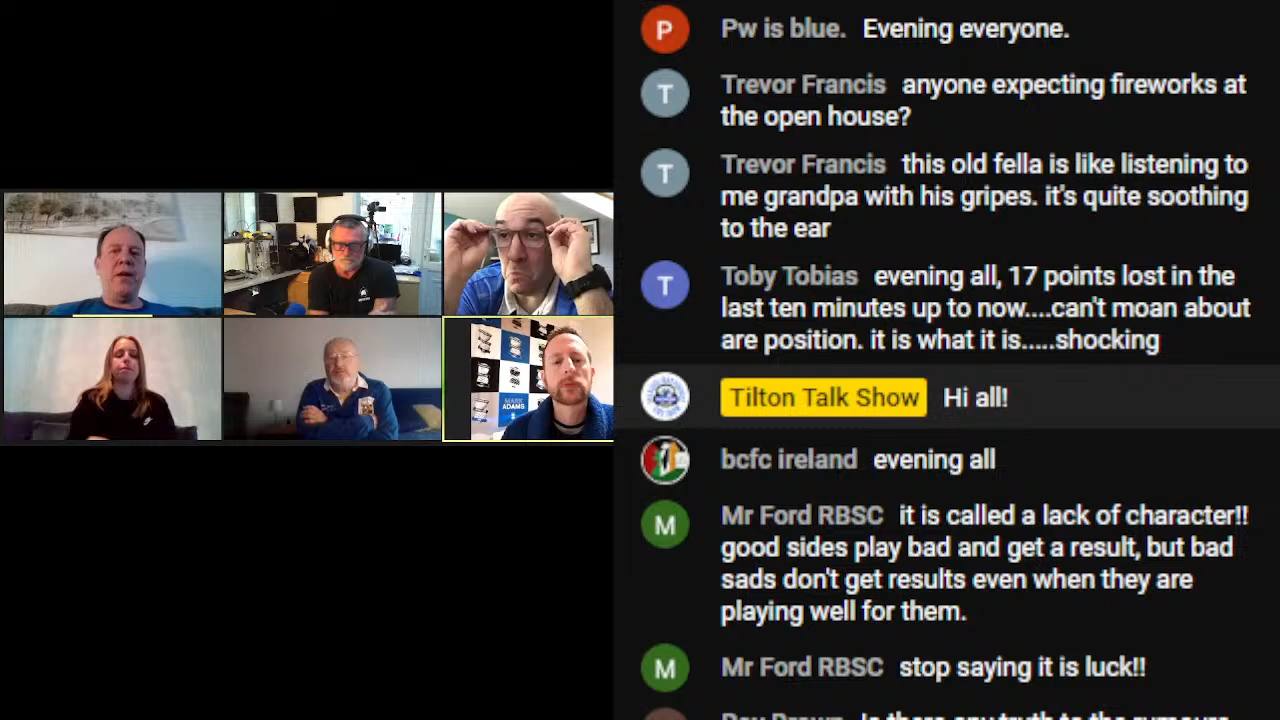 Pw is blue. Evening everyone.
Trevor Francis anyone expecting fireworks at
the open house?
Trevor Francis this old fella is like listening to
me grandpa with his gripes. it's quite soothing
to the ear
Toby Tobias evening all, 17 points lost in the
last ten minutes up to now....can't moan about
are position. it is what it is.....shocking
Tilton Talk Show Hi all!
bcfc ireland evening all
Mr Ford RBSC it is called a lack of character!!
good sides play bad and get a result, but bad
sads don't get results even when they are
playing well for them.
Mr Ford RBSC stop saying it is luck!!
P
T
T
T
M
M
MARK
ADAMS